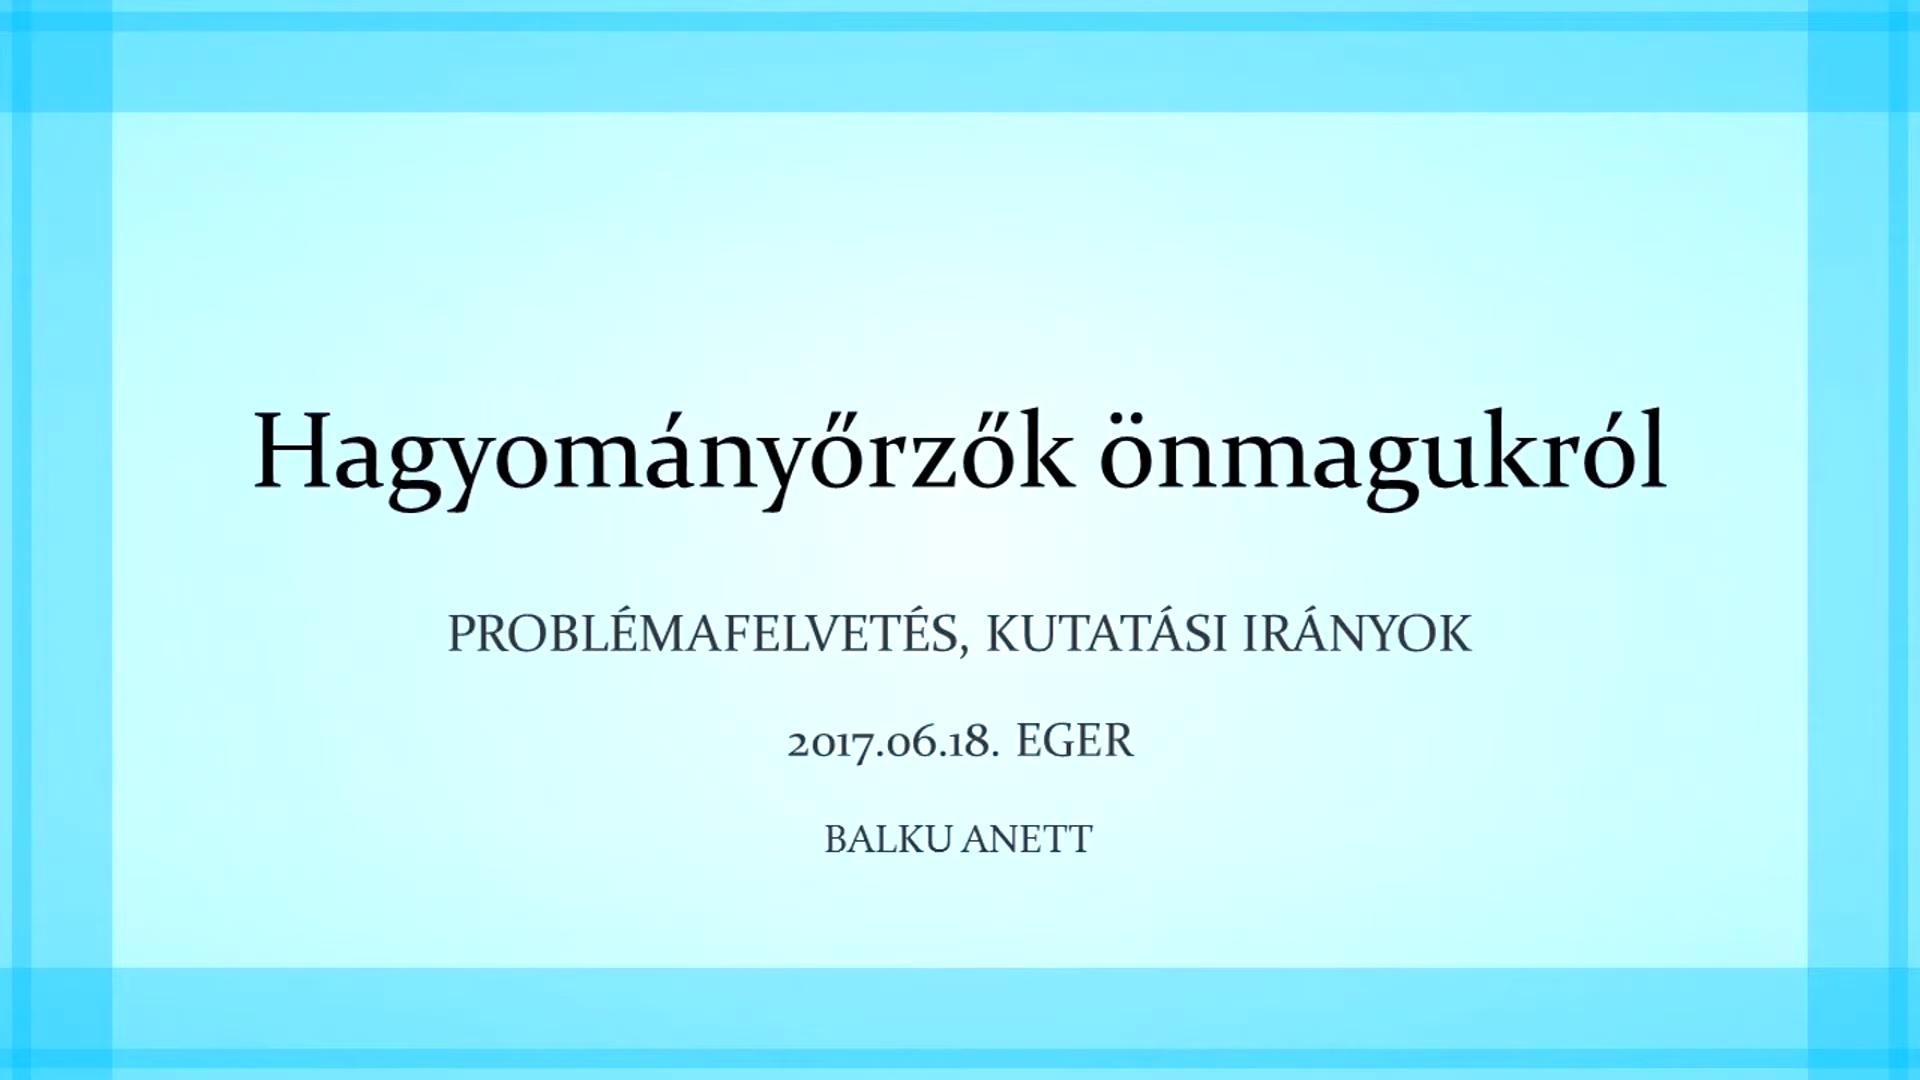 Hagyományőrzők önmagukról
PROBLÉMAFELVETÉS, KUTATÁSI IRÁNYOK
2017.06.18. EGER
BALKU ANETT